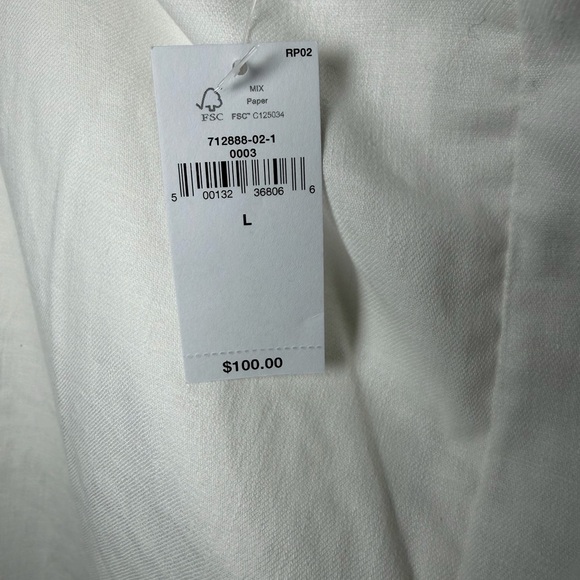 RP02
MIX
Paper
FSC FSC™ C125034
712888-02-1
0003
5 00132 36806 6
L
$100.00